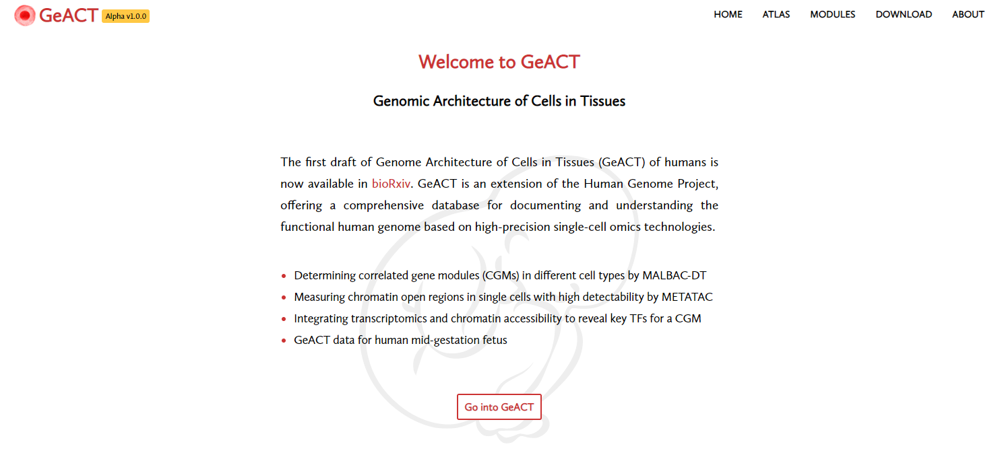 GeACT Alpha v1.0.0 HOME ATLAS MODULES DOWNLOAD ABOUT
Welcome to GeACT
Genomic Architecture of Cells in Tissues
The first draft of Genome Architecture of Cells in Tissues (GeACT) of humans is
now available in bioRxiv. GeACT is an extension of the Human Genome Project,
offering a comprehensive database for documenting and understanding the
functional human genome based on high-precision single-cell omics technologies.
• Determining correlated gene modules (CGMs) in different cell types by MALBAC-DT
• Measuring chromatin open regions in single cells with high detectability by METATAC
• Integrating transcriptomics and chromatin accessibility to reveal key TFs for a CGM
• GeACT data for human mid-gestation fetus
Go into GeACT